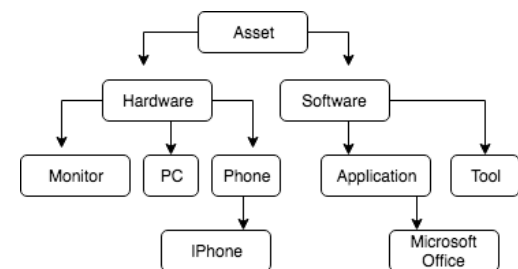 Asset
Hardware
Software
Monitor
PC
Phone
Application
Tool
IPhone
Microsoft
Office